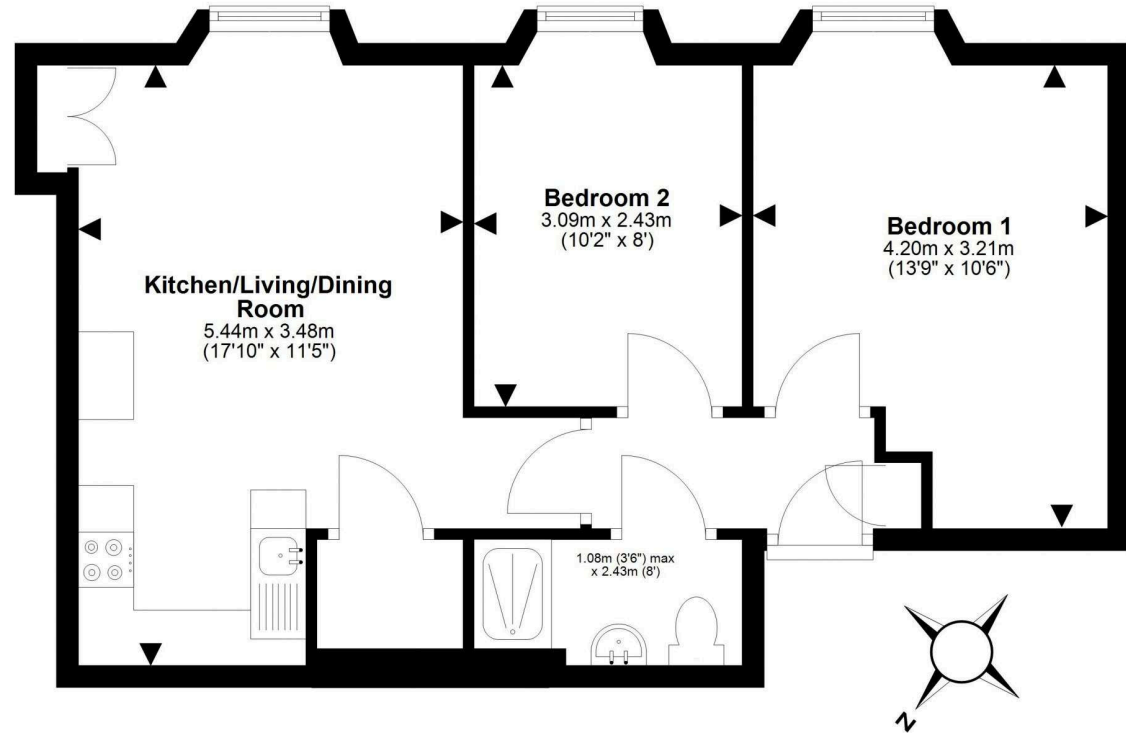 Kitchen/Living/Dining
Room
5.44m x 3.48m
(17'10" x 11'5")
Bedroom 2
3.09m x 2.43m
(10'2" x 8')
Bedroom 1
4.20m x 3.21m
(13'9" x 10'6")
1.08m (3'6") max
x 2.43m (8')
N